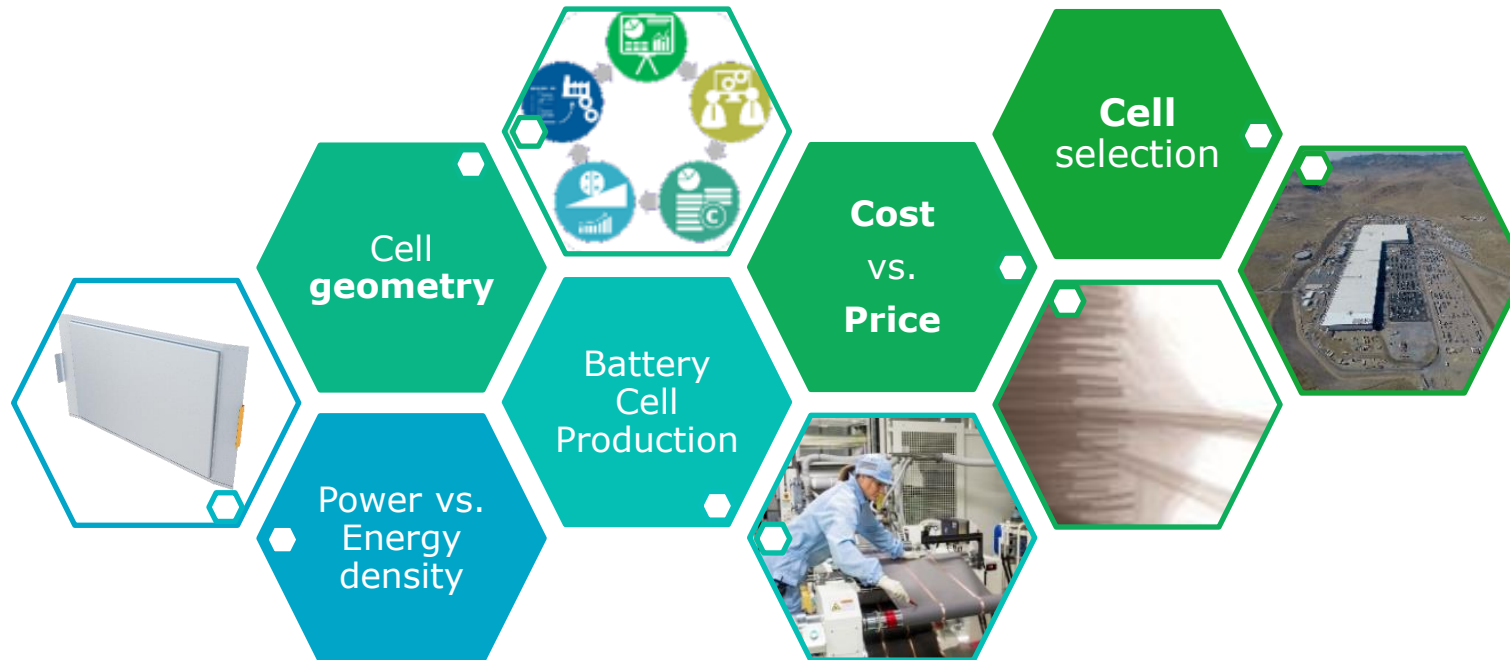 Cell
geometry
Power vs.
Energy
density
Battery
Cell
Production
Cost
vs.
Price
Cell
selection